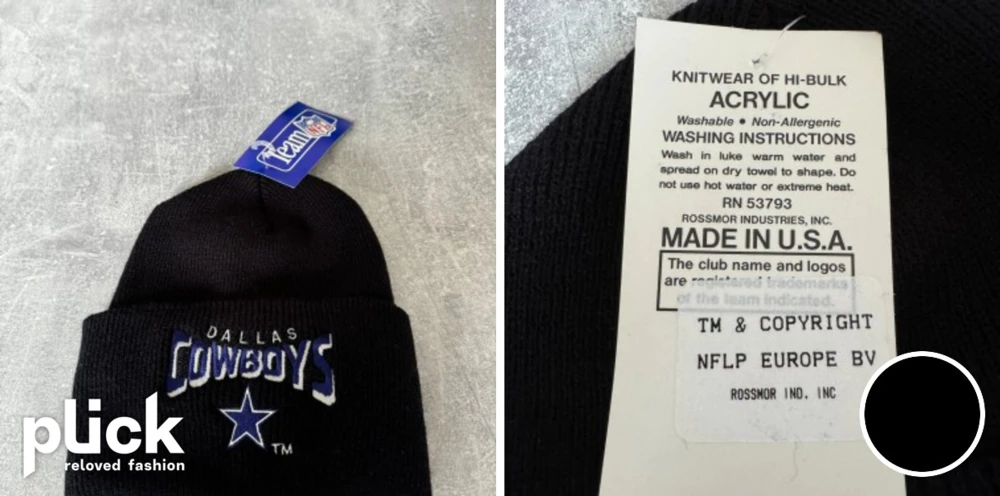 Team NFL
DALLAS
COWBOYS
TM
plick
reloved fashion
KNITWEAR OF HI-BULK
ACRYLIC
Washable • Non-Allergenic
WASHING INSTRUCTIONS
Wash in luke warm water and
spread on dry towel to shape. Do
not use hot water or extreme heat.
RN 53793
ROSSMOR INDUSTRIES, INC.
MADE IN U.S.A.
The club name and logos
are registered trademarks
of the team indicated.
TM & COPYRIGHT
NFLP EUROPE BV
ROSSMOR IND. INC